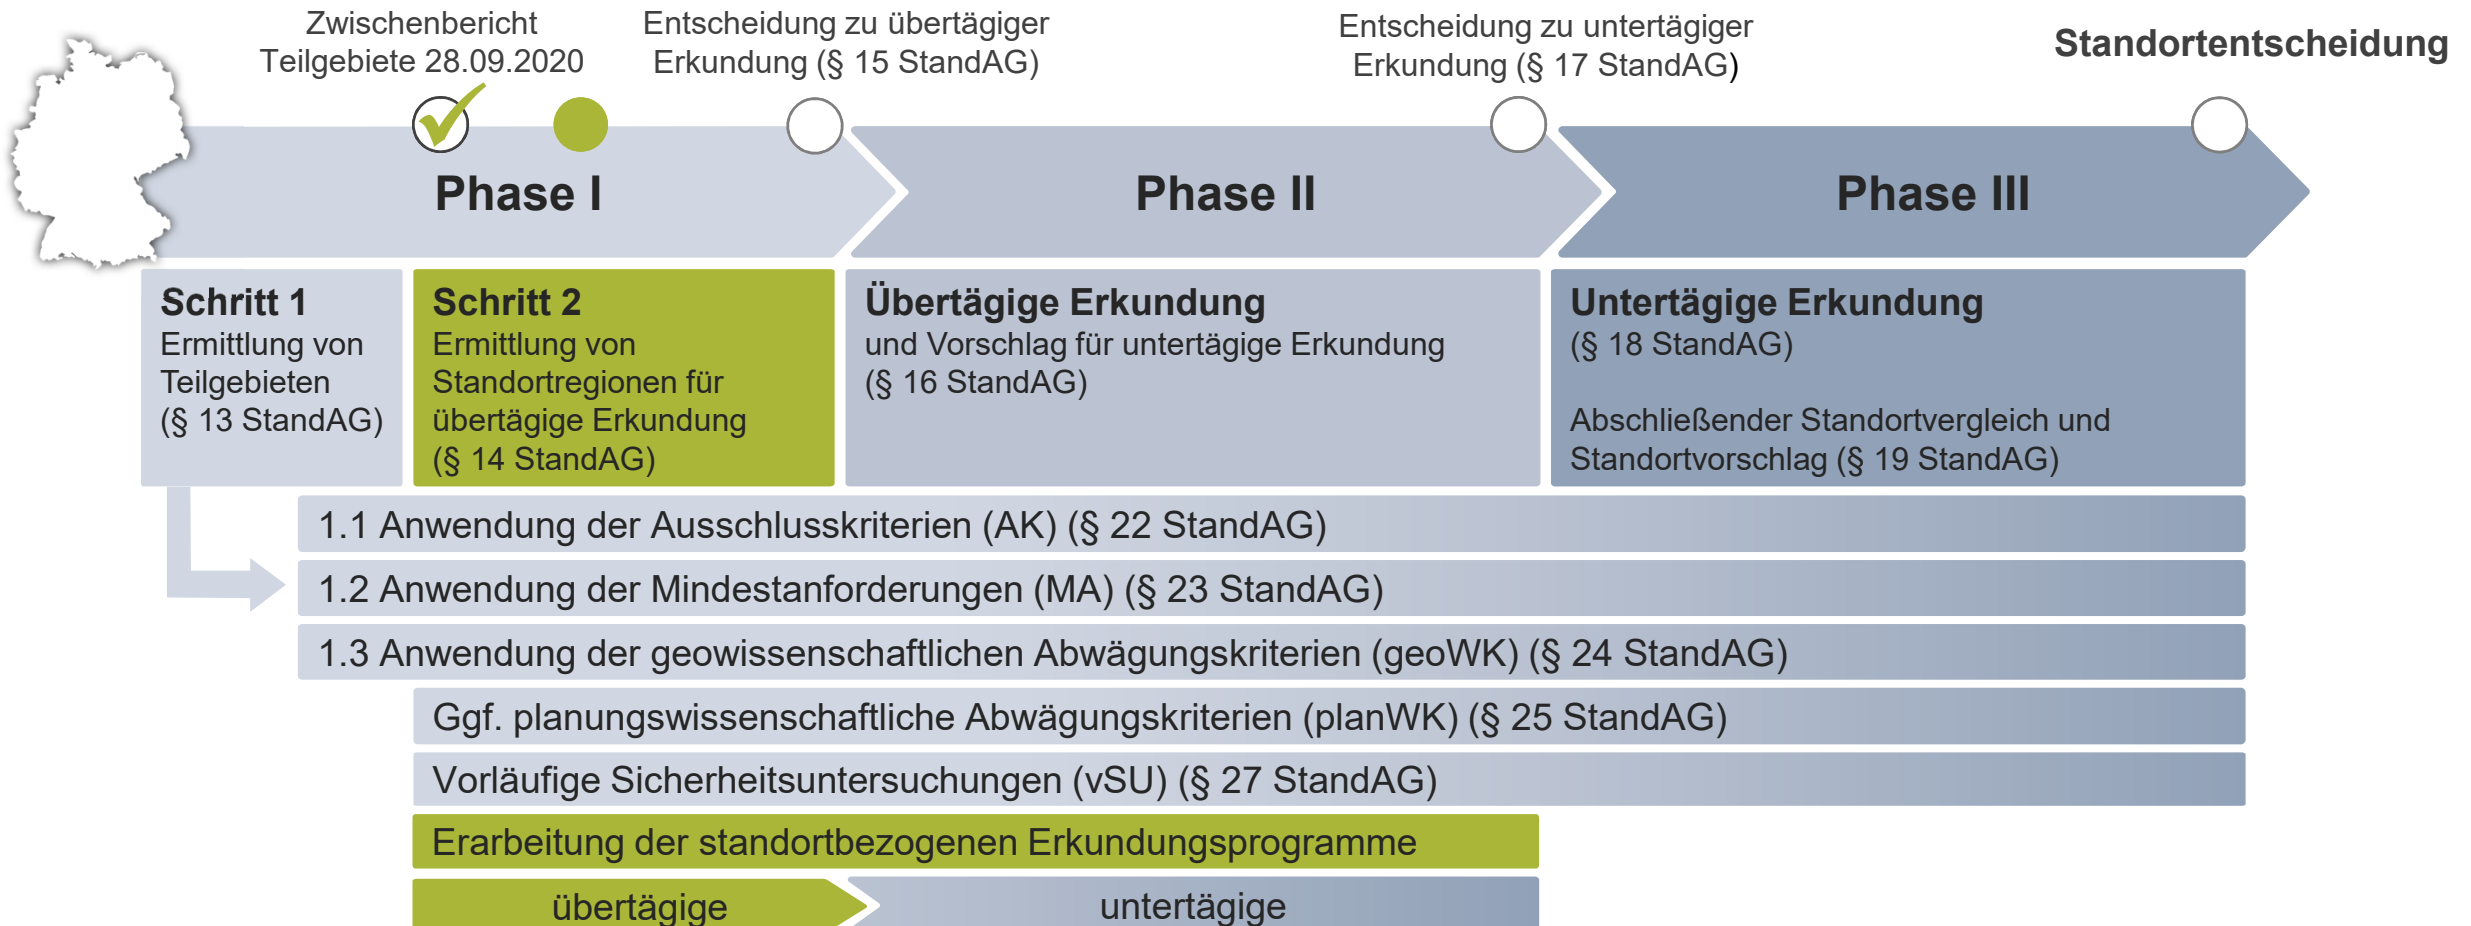 Zwischenbericht
Teilgebiete 28.09.2020
Entscheidung zu übertägiger
Erkundung (§ 15 StandAG)
Entscheidung zu untertägiger
Erkundung (§ 17 StandAG)
Standortentscheidung
Phase I
Phase II
Phase III
Schritt 1
Ermittlung von
Teilgebieten
(§ 13 StandAG)
Schritt 2
Ermittlung von
Standortregionen für
übertägige Erkundung
(§ 14 StandAG)
Übertägige Erkundung
und Vorschlag für untertägige Erkundung
(§ 16 StandAG)
Untertägige Erkundung
(§ 18 StandAG)
Abschließender Standortvergleich und
Standortvorschlag (§ 19 StandAG)
1.1 Anwendung der Ausschlusskriterien (AK) (§ 22 StandAG)
1.2 Anwendung der Mindestanforderungen (MA) (§ 23 StandAG)
1.3 Anwendung der geowissenschaftlichen Abwägungskriterien (geoWK) (§ 24 StandAG)
Ggf. planungswissenschaftliche Abwägungskriterien (planWK) (§ 25 StandAG)
Vorläufige Sicherheitsuntersuchungen (vSU) (§ 27 StandAG)
Erarbeitung der standortbezogenen Erkundungsprogramme
übertägige
untertägige